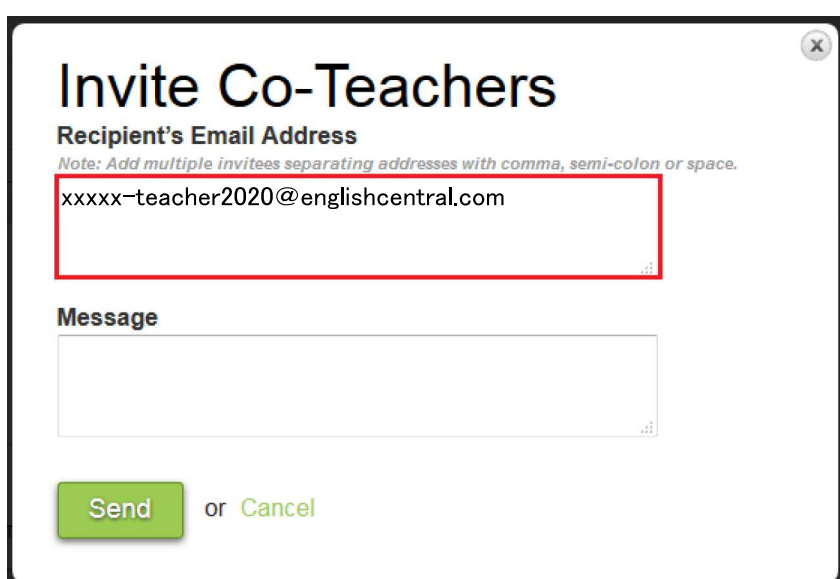 x
Invite Co-Teachers
Recipient's Email Address
Note: Add multiple invitees separating addresses with comma, semi-colon or space.
xxxxx-teacher2020@englishcentral.com
Message
Send or Cancel